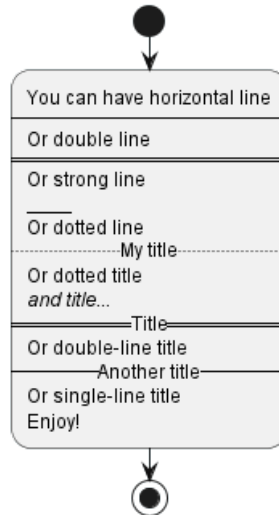 You can have horizontal line
Or double line
Or strong line
____
Or dotted line
My title
Or dotted title
and title...
Title
Or double-line title
Another title
Or single-line title
Enjoy!